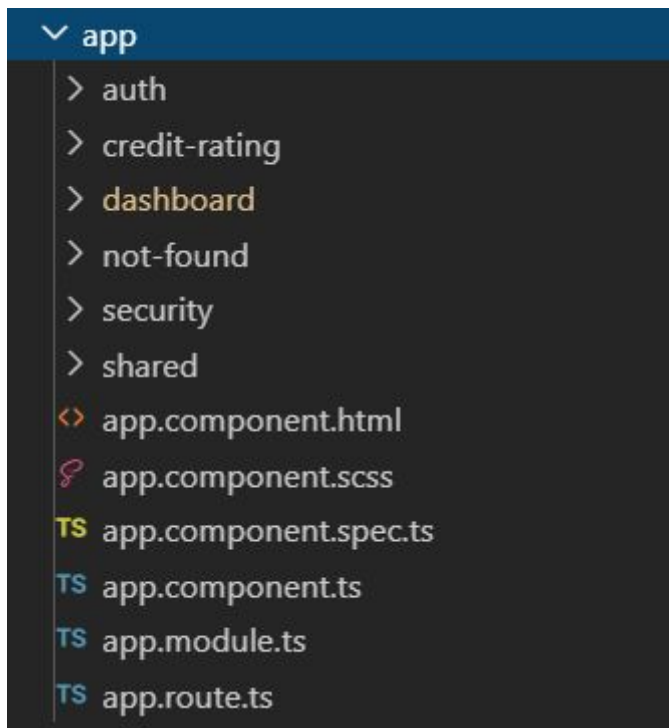 app
auth
credit-rating
dashboard
not-found
security
shared
<> app.component.html
app.component.scss
TS app.component.spec.ts
TS app.component.ts
TS app.module.ts
TS app.route.ts